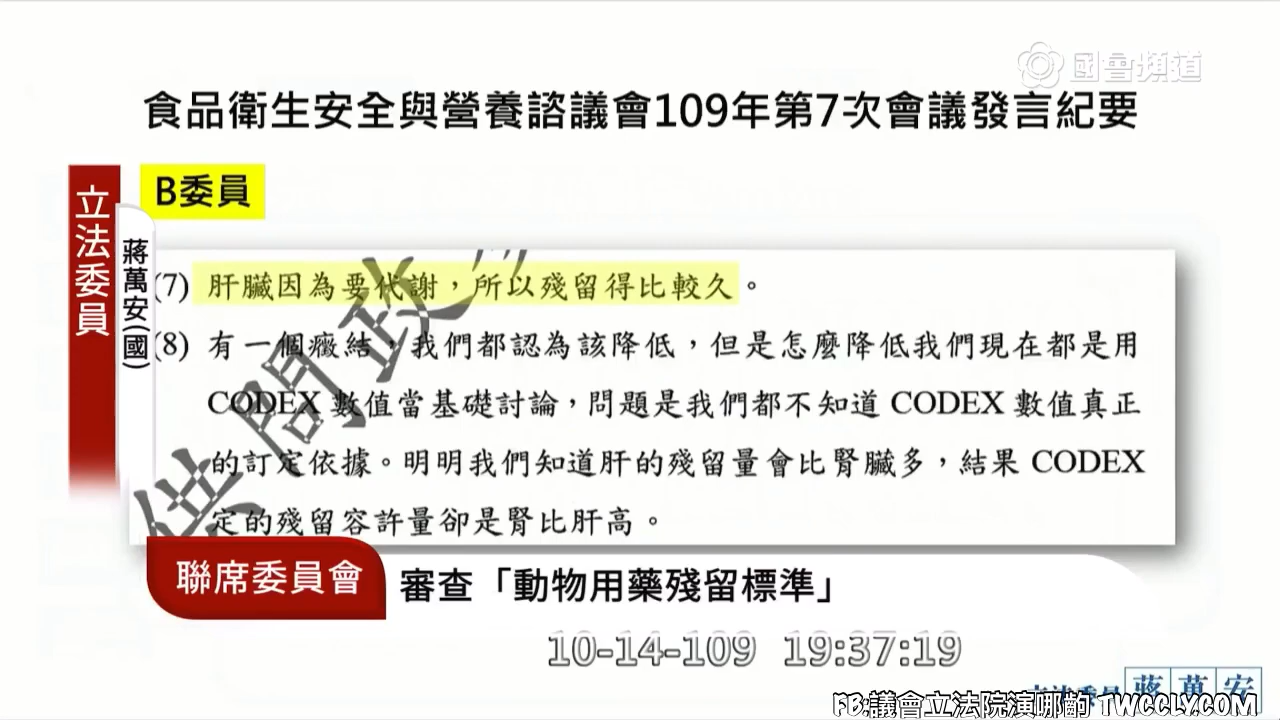 國會頻道
食品衛生安全與營養諮議會109年第7次會議發言紀要
B委員
立法委員
蔣萬安(國)
(7) 肝臟因為要代謝，所以殘留得比較久。
(8) 有一個癥結，我們都認為該降低，但是怎麼降低我們現在都是用
CODEX 數值當基礎討論，問題是我們都不知道 CODEX 數值真正
的訂定依據。明明我們知道肝的殘留量會比腎臟多，結果 CODEX
定的殘留容許量卻是腎比肝高。
供問政
聯席委員會
審查「動物用藥殘留標準」
10-14-109 19:37:19
立法委員 蔣萬安
FB:議會立法院演哪齣 TWCCLY.COM